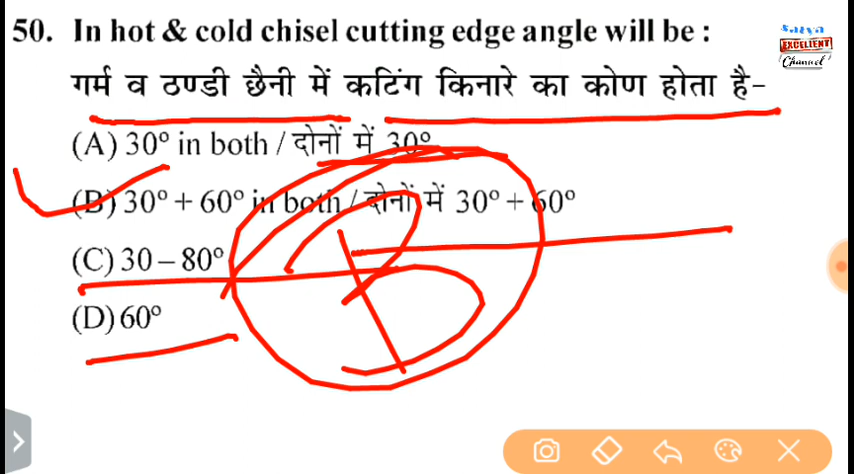 50. In hot & cold chisel cutting edge angle will be :
Satya
EXCELLENT
Channel
गर्म व ठण्डी छैनी में कटिंग किनारे का कोण होता है-
(A) 30° in both / दोनों में 30°
(B) 30° + 60° in both / दोनों में 30° + 60°
(C) 30 – 80°
(D) 60°
B